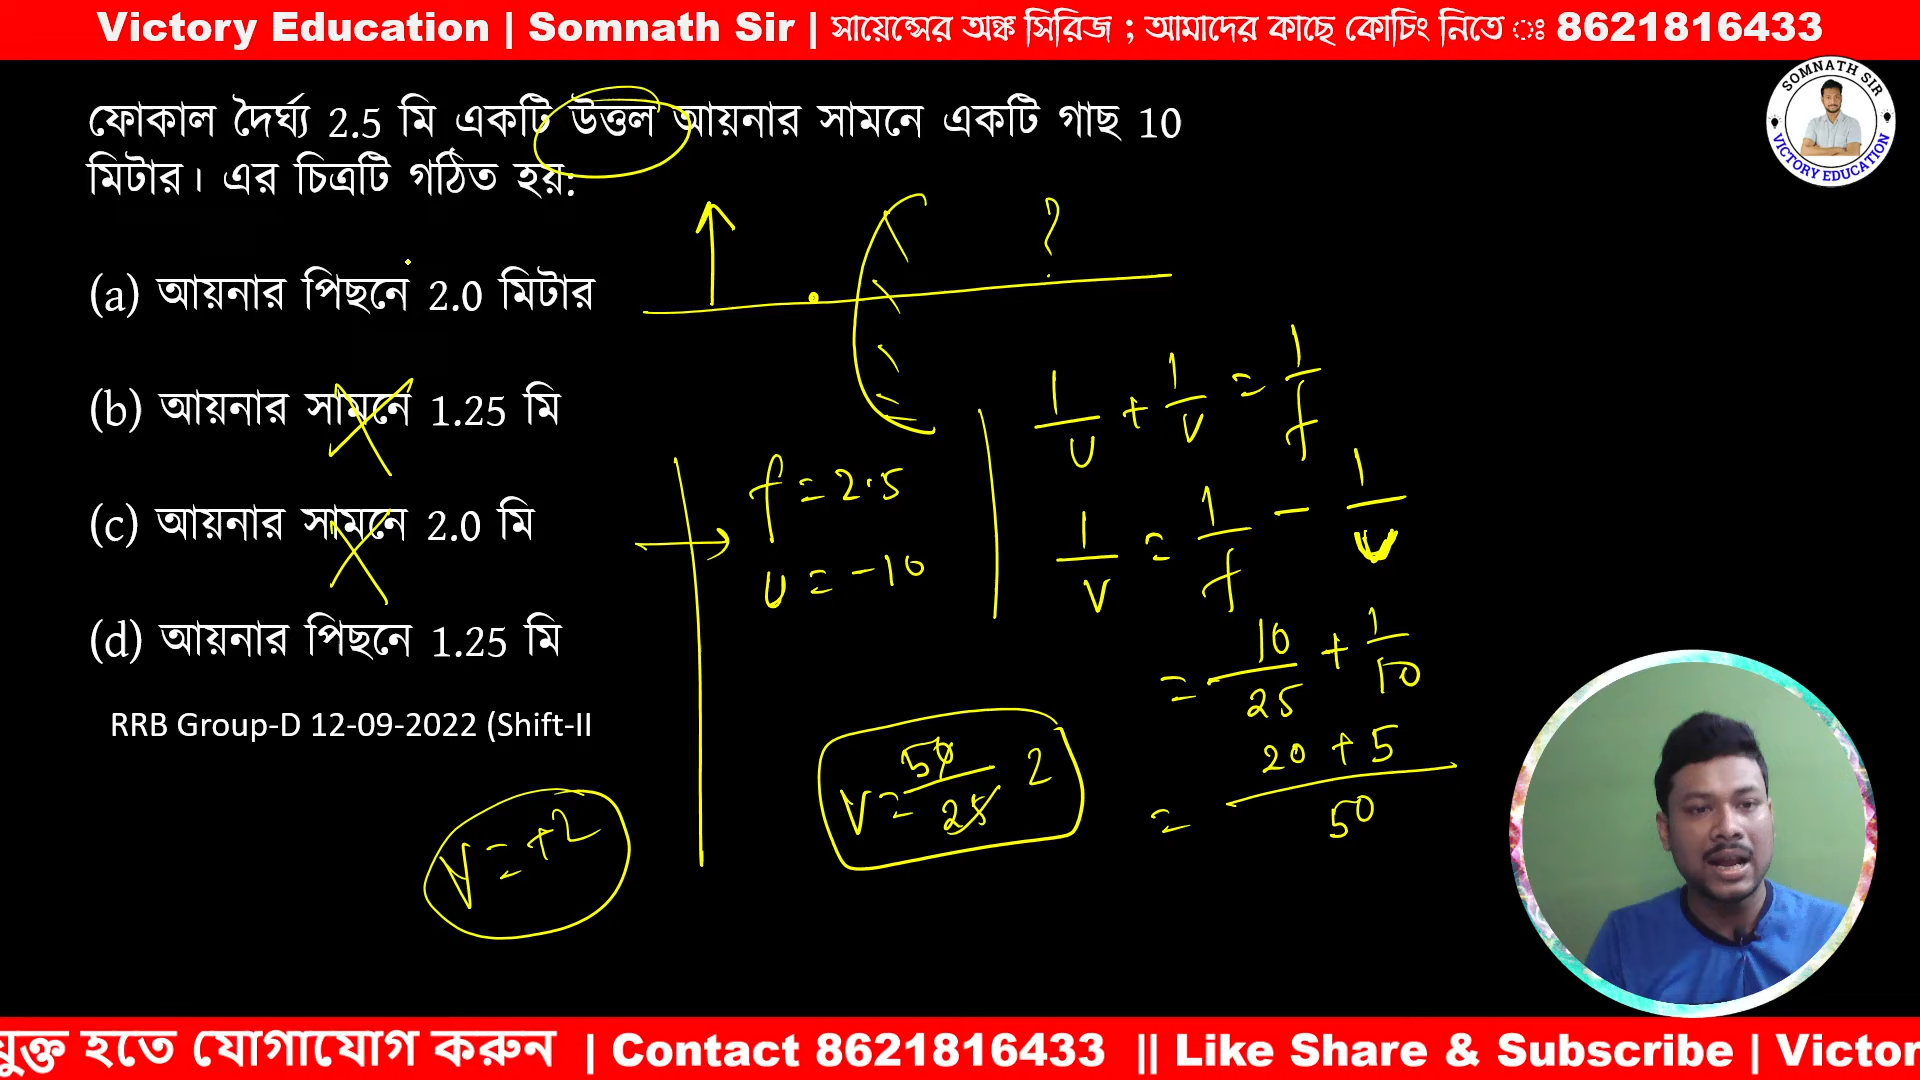 Victory Education | Somnath Sir | সায়েন্সের অঙ্ক সিরিজ ; আমাদের কাছে কোচিং নিতে ঃ 8621816433
SOMNATH SIR
VICTORY EDUCATION
ফোকাল দৈর্ঘ্য 2.5 মি একটি উত্তল আয়নার সামনে একটি গাছ 10
মিটার। এর চিত্রটি গঠিত হয়:
(a) আয়নার পিছনে 2.0 মিটার
(b) আয়নার সামনে 1.25 মি
(c) আয়নার সামনে 2.0 মি
(d) আয়নার পিছনে 1.25 মি
RRB Group-D 12-09-2022 (Shift-II
?
1/u + 1/v = 1/f
f = 2.5
u = -10
1/v = 1/f - 1/u
= 10/25 + 1/10
= 20 + 5 / 50
v = 50/25 2
v = +2
যুক্ত হতে যোগাযোগ করুন | Contact 8621816433 || Like Share & Subscribe | Victor